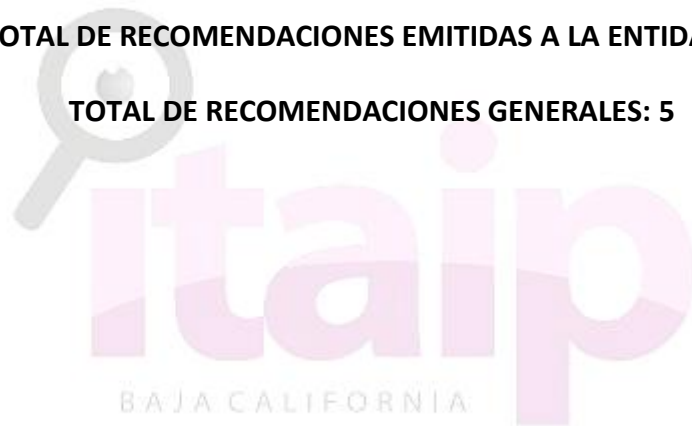 OTAL DE RECOMENDACIONES EMITIDAS A LA ENTIDA
TOTAL DE RECOMENDACIONES GENERALES: 5
itaip
BAJA CALIFORNIA